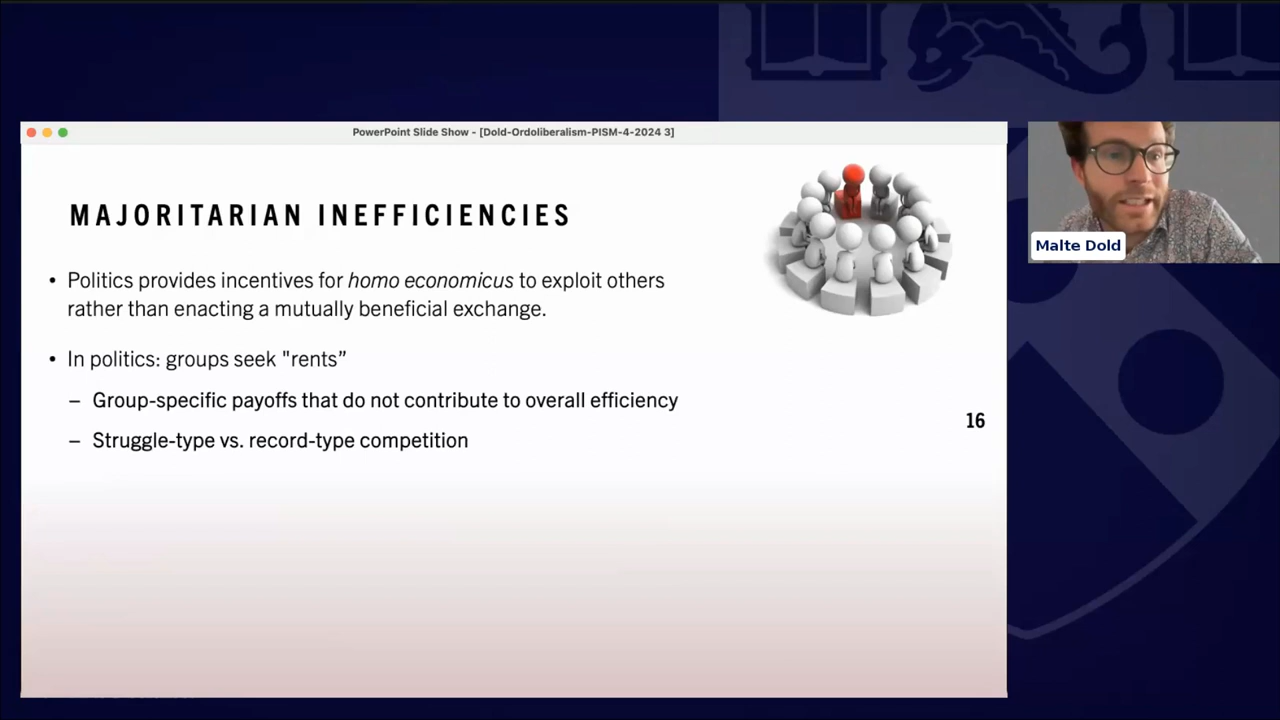 PowerPoint Slide Show - [Dold-Ordoliberalism-PISM-4-2024 3]
MAJORITARIAN INEFFICIENCIES
• Politics provides incentives for homo economicus to exploit others
rather than enacting a mutually beneficial exchange.
• In politics: groups seek "rents”
– Group-specific payoffs that do not contribute to overall efficiency
– Struggle-type vs. record-type competition
16
Malte Dold